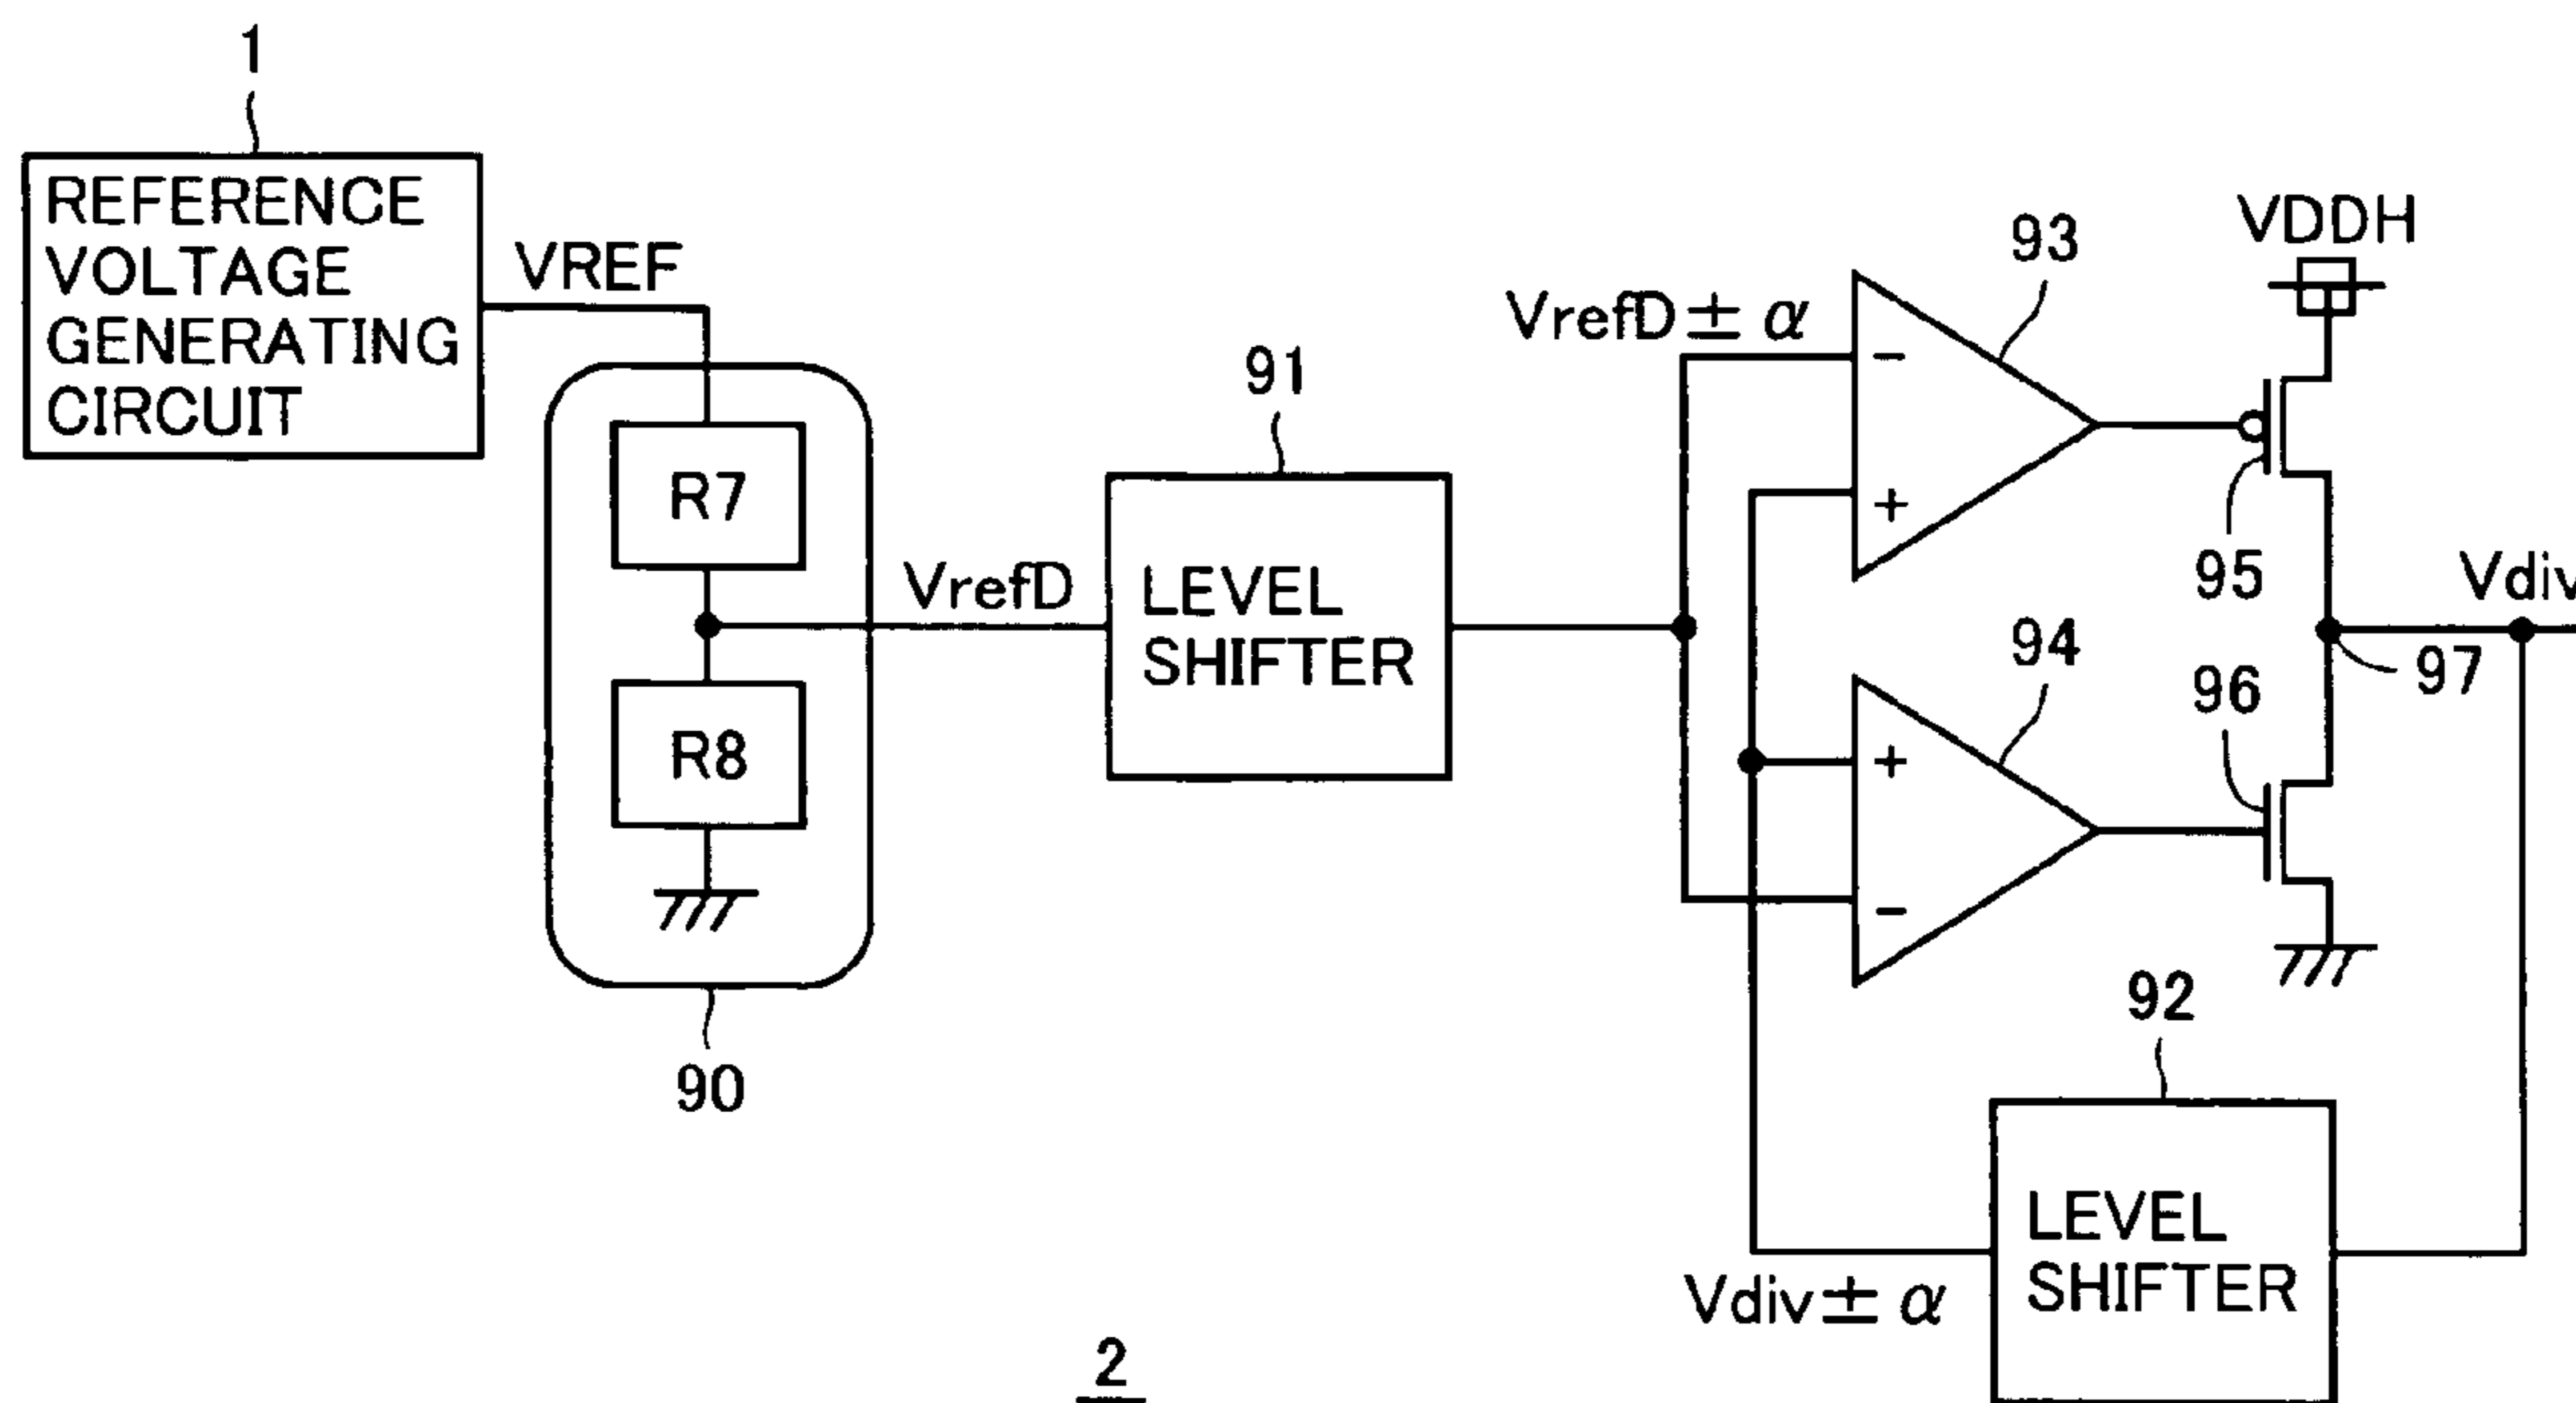 1
REFERENCE
VOLTAGE
GENERATING
CIRCUIT
VREF
R7
R8
90
VrefD
91
LEVEL
SHIFTER
VrefD ± α
93
−
+
94
+
−
VDDH
95
96
97
Vdiv
92
LEVEL
SHIFTER
Vdiv ± α
2